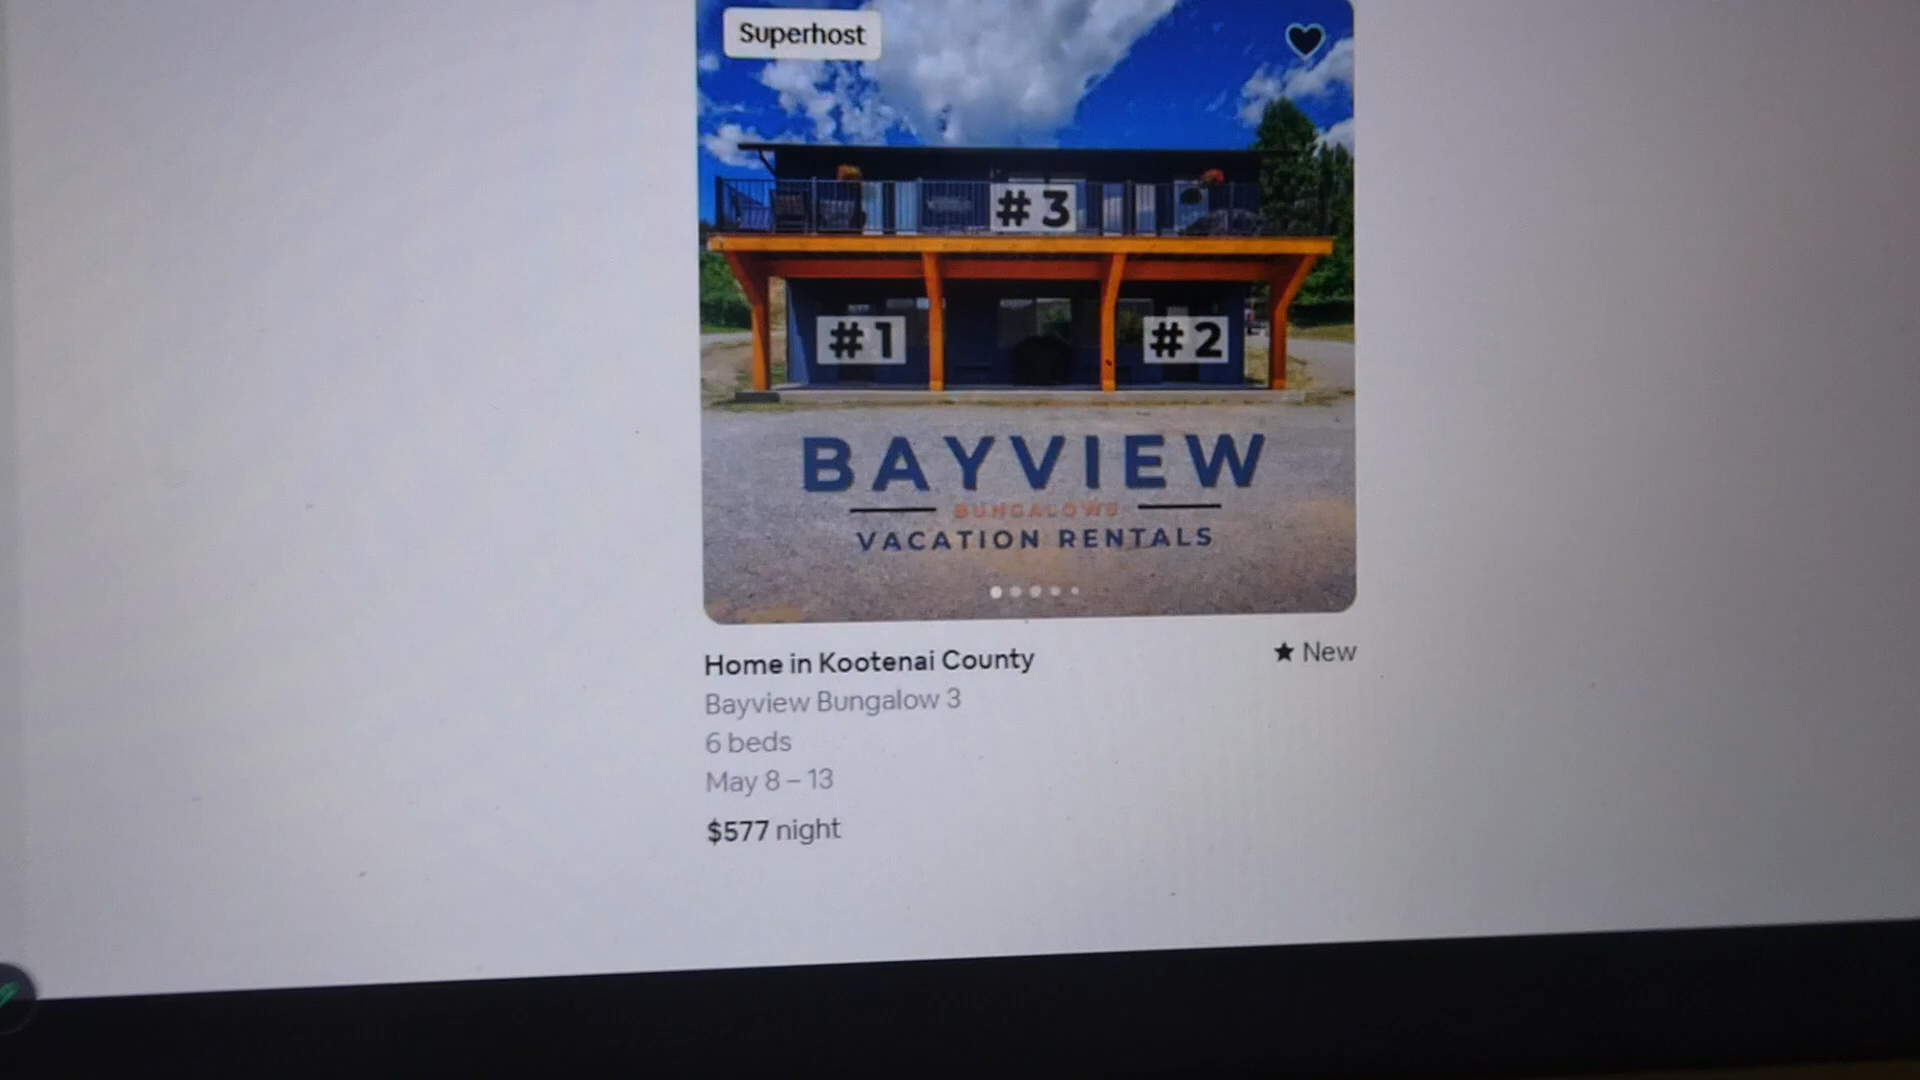 Superhost
#3
#1
#2
BAYVIEW
BUNGALOWS
VACATION RENTALS
Home in Kootenai County
★ New
Bayview Bungalow 3
6 beds
May 8 – 13
$577 night